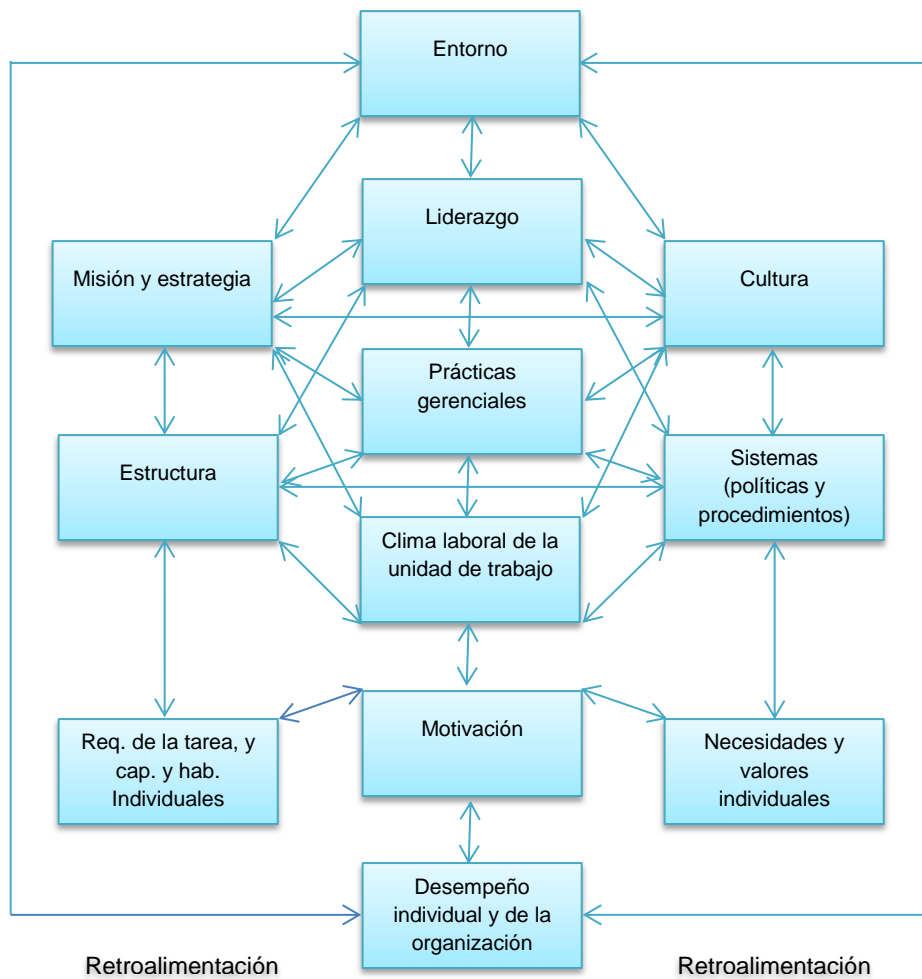 Entorno
Liderazgo
Misión y estrategia
Cultura
Prácticas
gerenciales
Estructura
Sistemas
(políticas y
procedimientos)
Clima laboral de la
unidad de trabajo
Motivación
Req. de la tarea, y
cap. y hab.
Individuales
Necesidades y
valores
individuales
Desempeño
individual y de la
organización
Retroalimentación
Retroalimentación